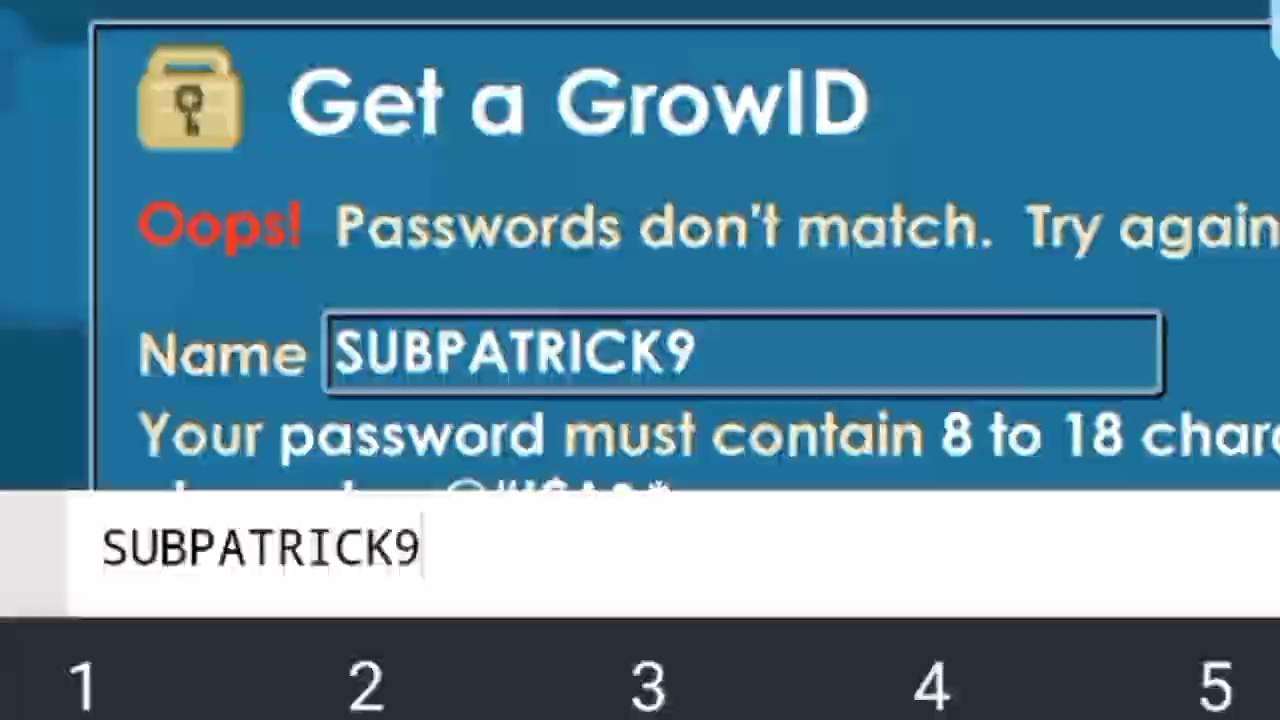 Get a GrowID
Oops! Passwords don't match. Try again
Name SUBPATRICK9
Your password must contain 8 to 18 chara
SUBPATRICK9
1 2 3 4 5